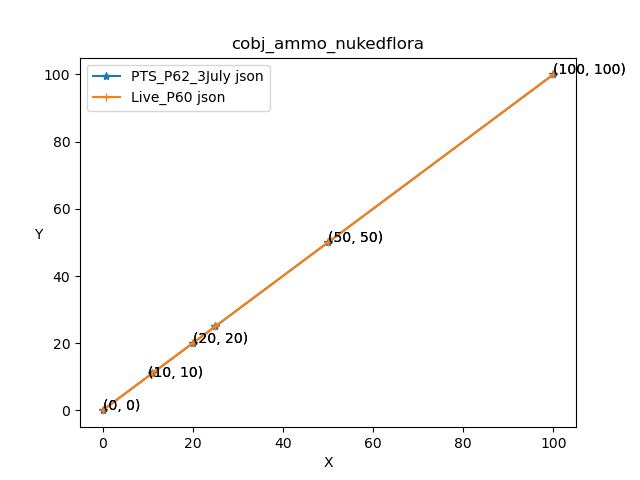 cobj_ammo_nukedflora
PTS_P62_3July json
Live_P60 json
(100, 100)
(50, 50)
(20, 20)
(10, 10)
(0, 0)
Y
100
80
60
40
20
0
0 20 40 60 80 100
X